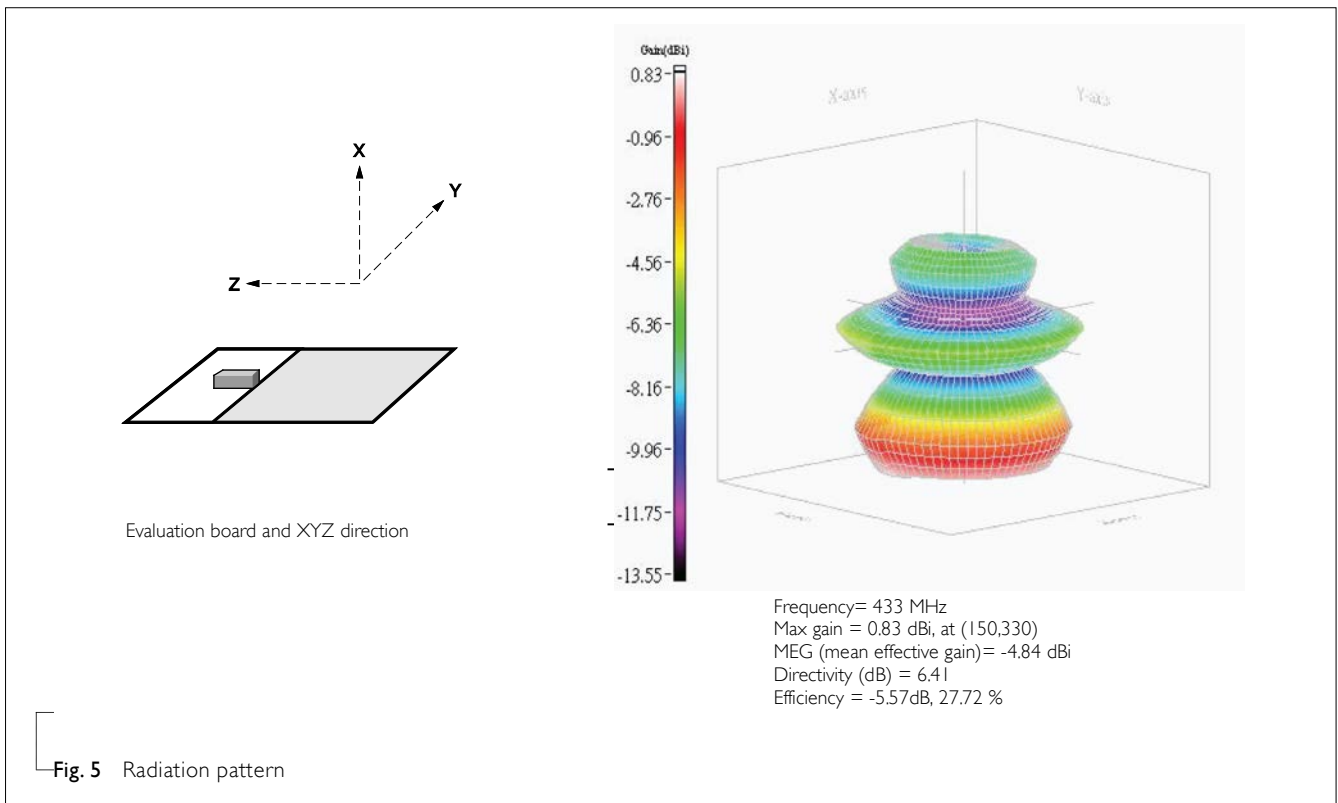 X
Y
Z
Evaluation board and XYZ direction
Gain(dBi)
0.83
-0.96
-2.76
-4.56
-6.36
-8.16
-9.96
-11.75
-13.55
X-axis
Y-axis
Frequency= 433 MHz
Max gain = 0.83 dBi, at (150,330)
MEG (mean effective gain)= -4.84 dBi
Directivity (dB) = 6.41
Efficiency = -5.57dB, 27.72 %
Fig. 5 Radiation pattern